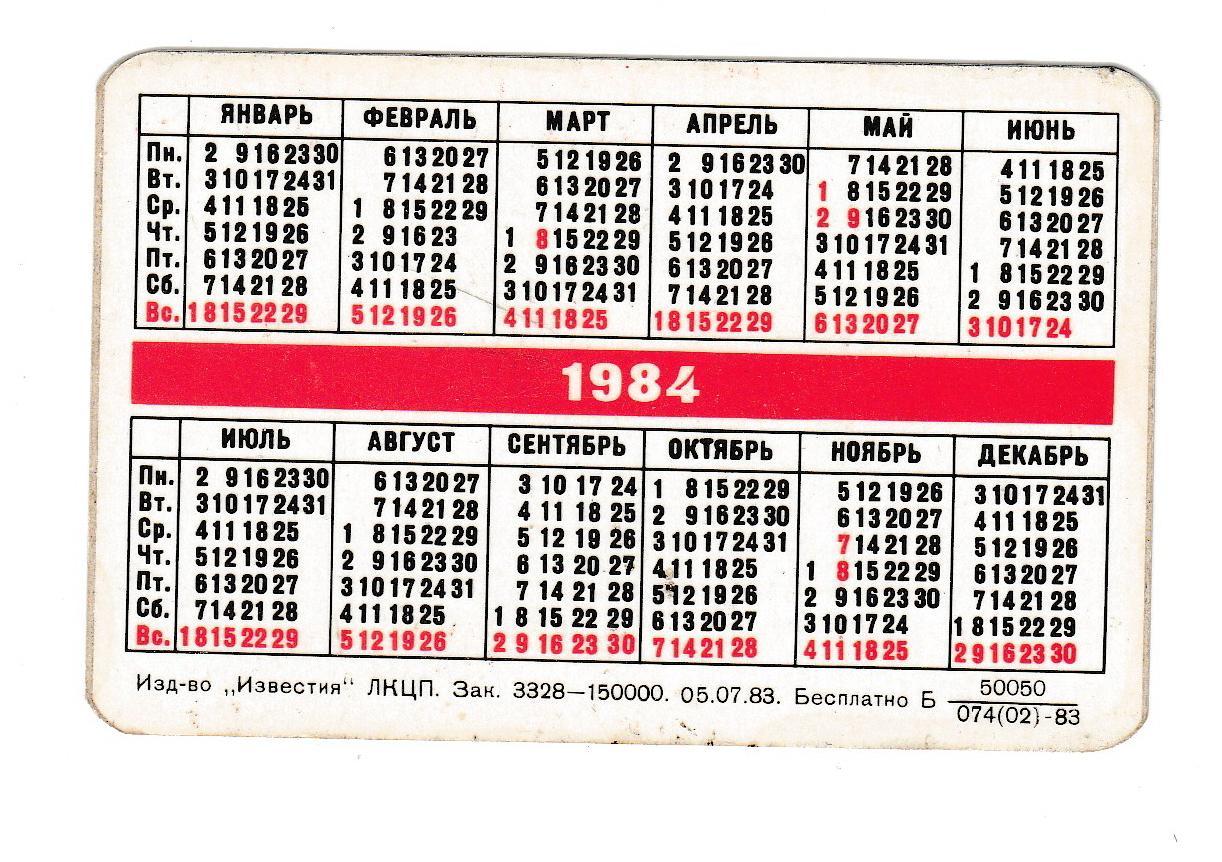 ЯНВАРЬ ФЕВРАЛЬ МАРТ АПРЕЛЬ МАЙ ИЮНЬ
Пн. 2 9 16 23 30 6 13 20 27 5 12 19 26 2 9 16 23 30 7 14 21 28 4 11 18 25
Вт. 3 10 17 24 31 7 14 21 28 6 13 20 27 3 10 17 24 1 8 15 22 29 5 12 19 26
Ср. 4 11 18 25 1 8 15 22 29 7 14 21 28 4 11 18 25 2 9 16 23 30 6 13 20 27
Чт. 5 12 19 26 2 9 16 23 1 8 15 22 29 5 12 19 26 3 10 17 24 31 7 14 21 28
Пт. 6 13 20 27 3 10 17 24 2 9 16 23 30 6 13 20 27 4 11 18 25 1 8 15 22 29
Сб. 7 14 21 28 4 11 18 25 3 10 17 24 31 7 14 21 28 5 12 19 26 2 9 16 23 30
Вс. 1 8 15 22 29 5 12 19 26 4 11 18 25 1 8 15 22 29 6 13 20 27 3 10 17 24
1984
ИЮЛЬ АВГУСТ СЕНТЯБРЬ ОКТЯБРЬ НОЯБРЬ ДЕКАБРЬ
Пн. 2 9 16 23 30 6 13 20 27 3 10 17 24 1 8 15 22 29 5 12 19 26 3 10 17 24 31
Вт. 3 10 17 24 31 7 14 21 28 4 11 18 25 2 9 16 23 30 6 13 20 27 4 11 18 25
Ср. 4 11 18 25 1 8 15 22 29 5 12 19 26 3 10 17 24 31 7 14 21 28 5 12 19 26
Чт. 5 12 19 26 2 9 16 23 30 6 13 20 27 4 11 18 25 1 8 15 22 29 6 13 20 27
Пт. 6 13 20 27 3 10 17 24 31 7 14 21 28 5 12 19 26 2 9 16 23 30 7 14 21 28
Сб. 7 14 21 28 4 11 18 25 1 8 15 22 29 6 13 20 27 3 10 17 24 1 8 15 22 29
Вс. 1 8 15 22 29 5 12 19 26 2 9 16 23 30 7 14 21 28 4 11 18 25 2 9 16 23 30
Изд-во „Известия" ЛКЦП. Зак. 3328—150000. 05.07.83. Бесплатно Б 50050
074(02)-83